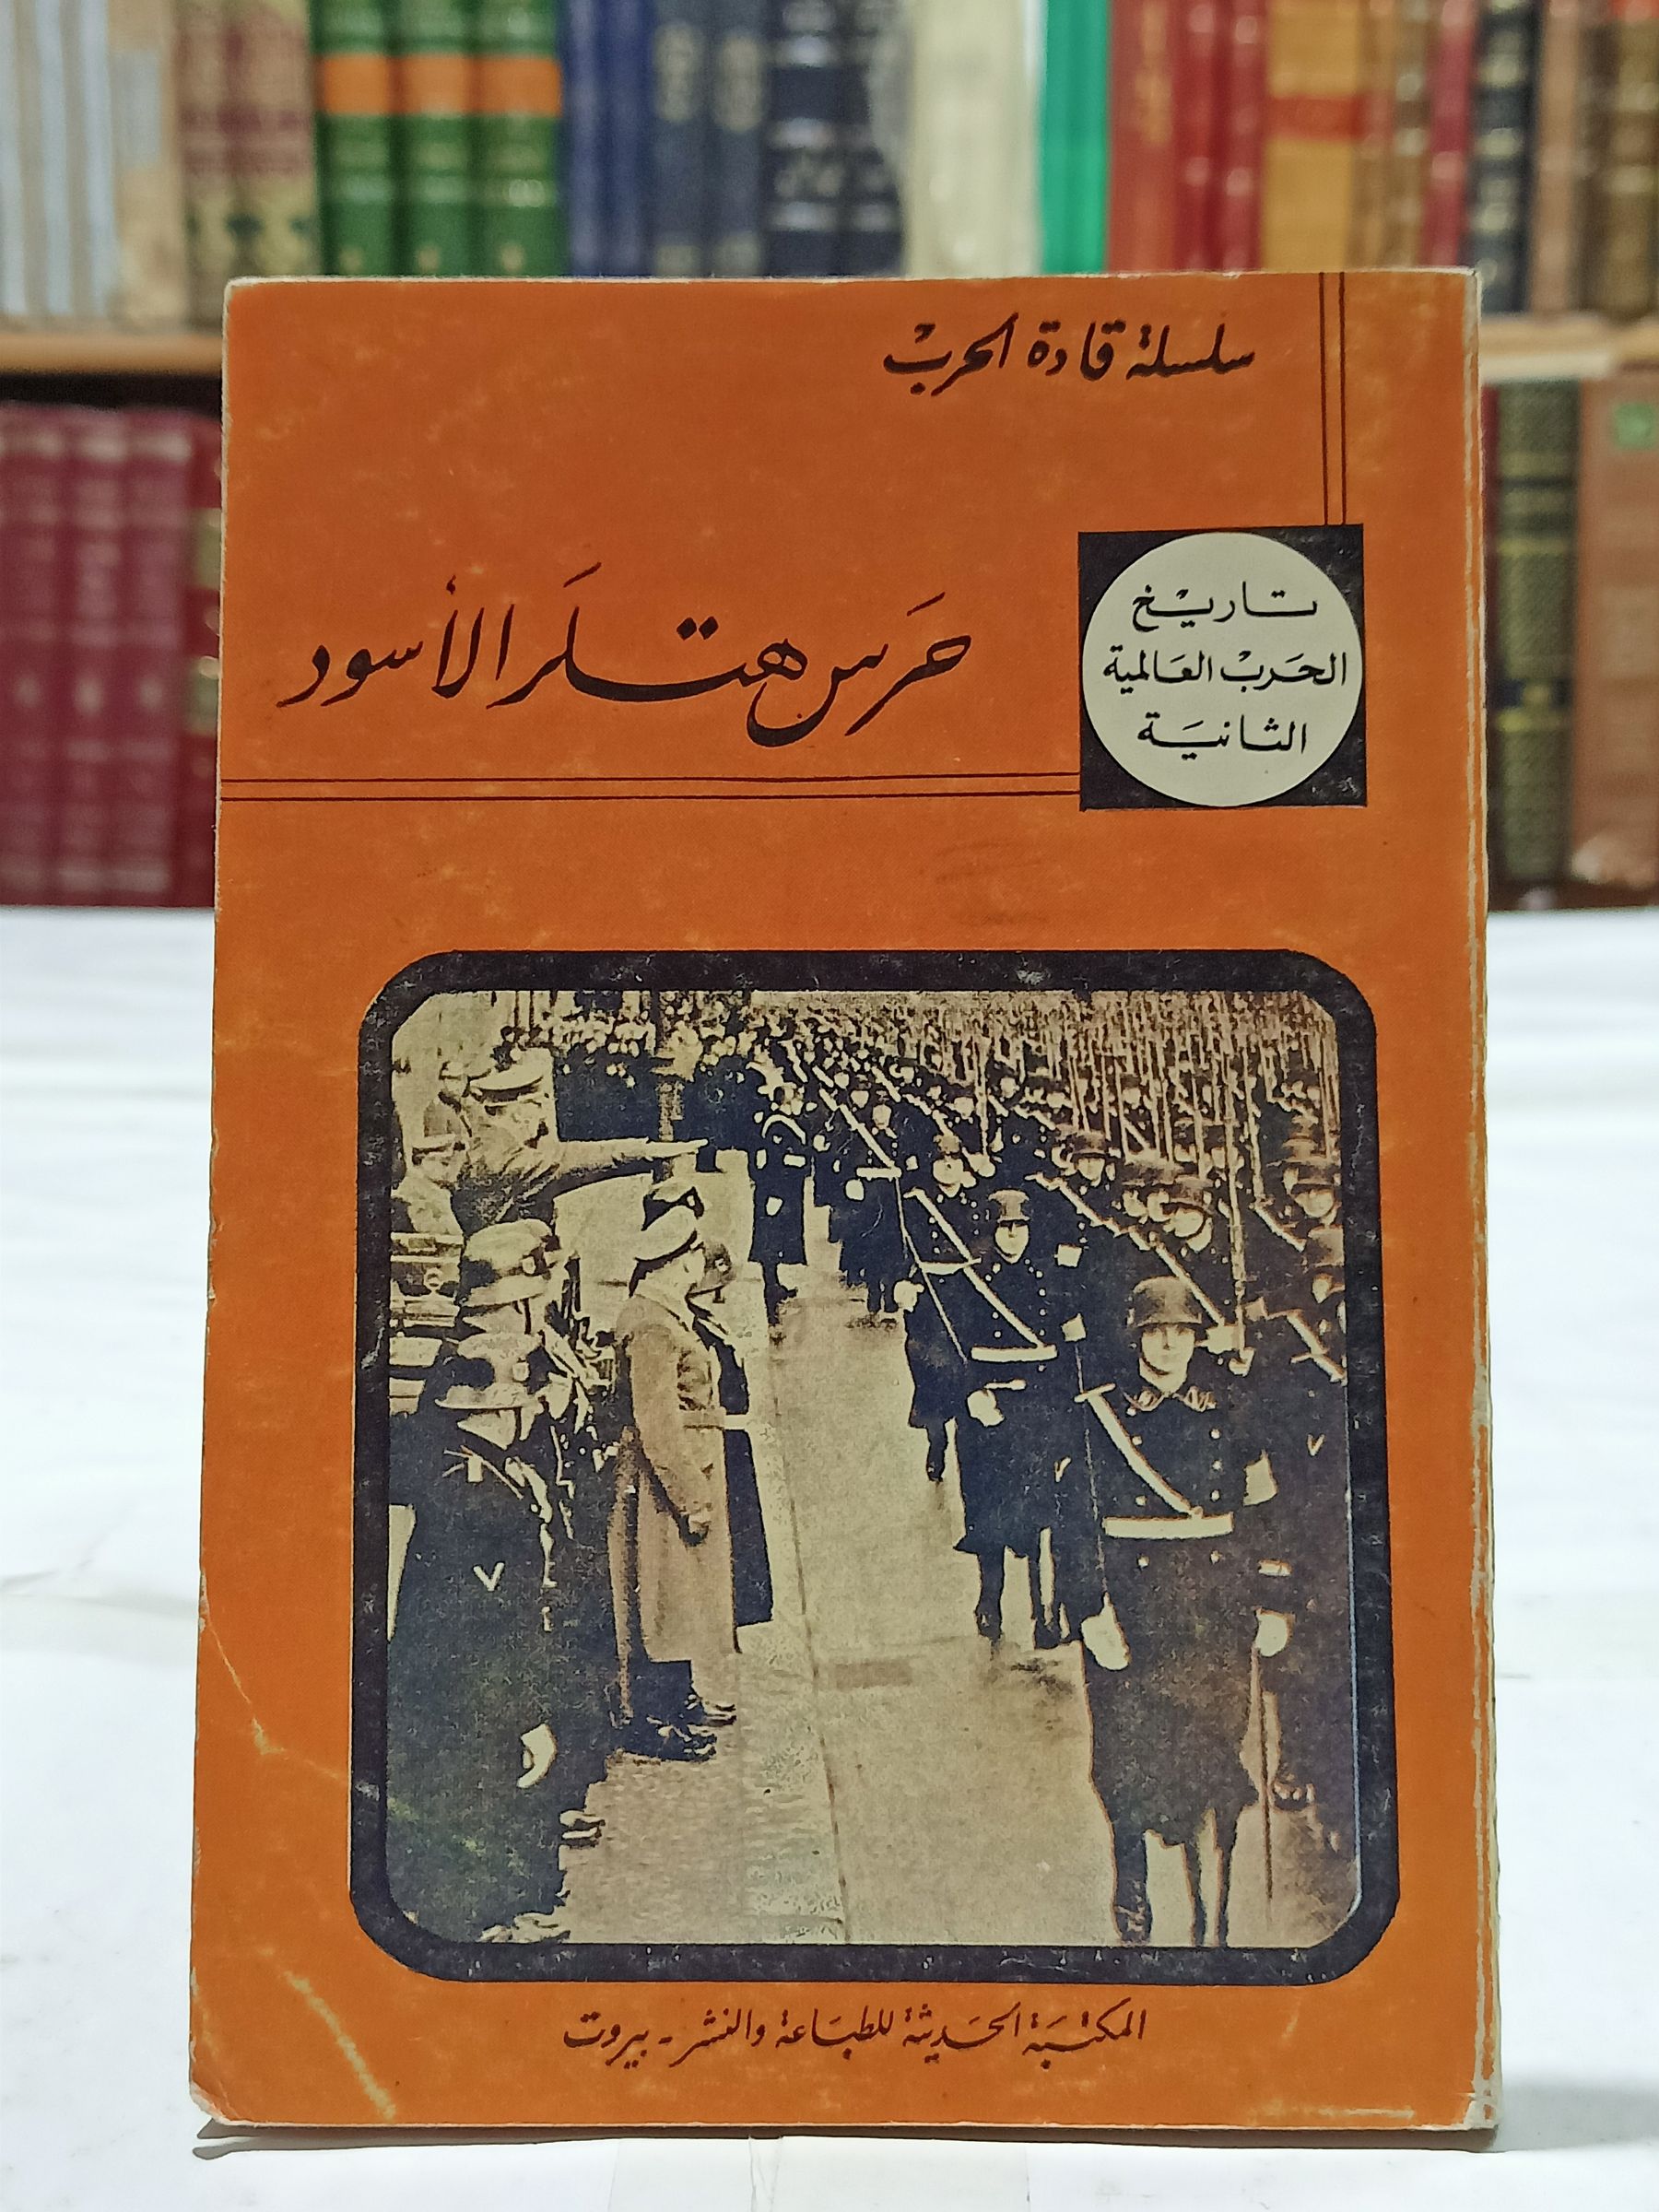 سلسلة قادة الحرب
تاريخ
الحرب العالمية
الثانية
حرس هتلر الأسود
المكتبة الحديثة للطباعة والنشر - بيروت